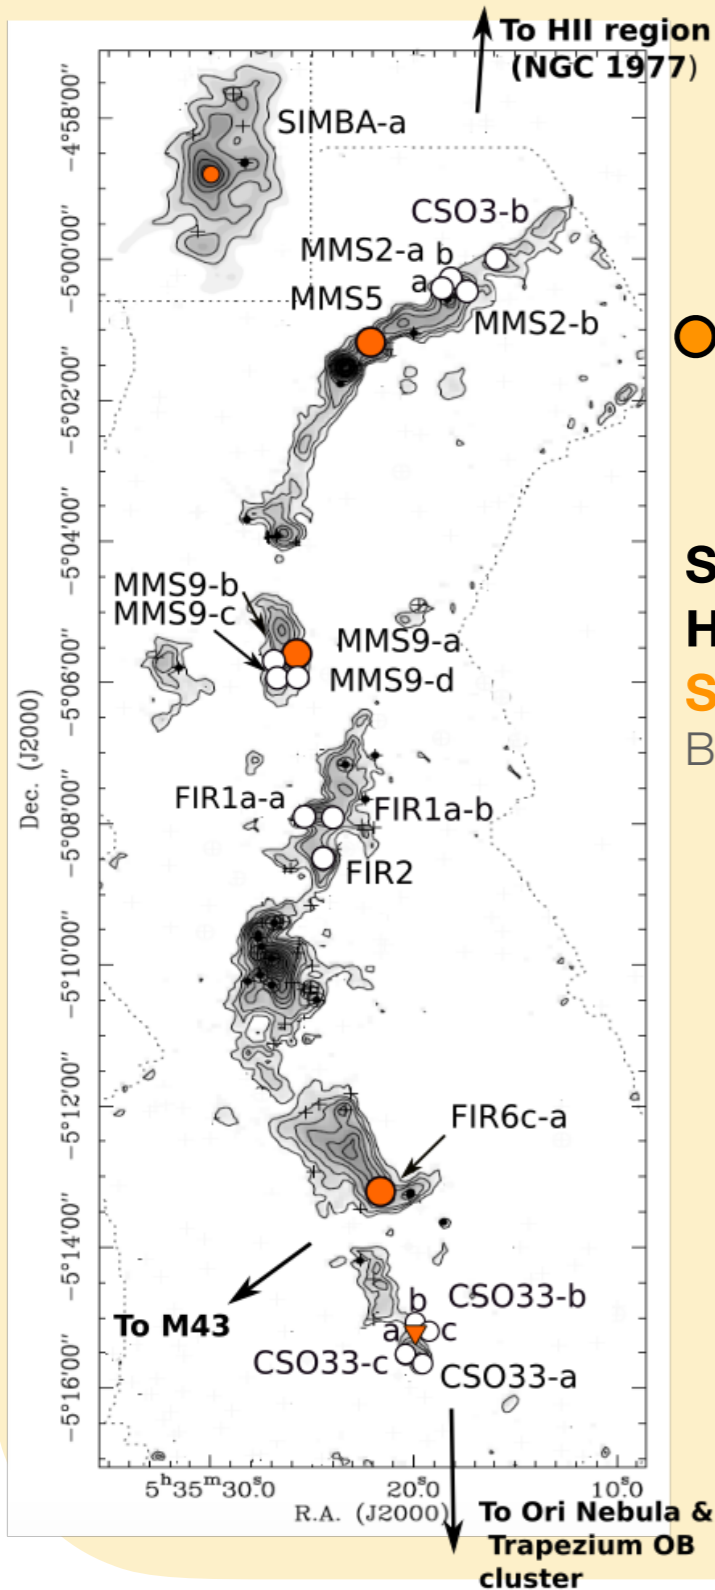 To HII region
(NGC 1977)
-4°58'00"
SIMBA-a
CSO3-b
-5°00'00"
MMS2-a b
a
MMS5
MMS2-b
-5°02'00"
-5°04'00"
S
MMS9-b
MMS9-c
H
MMS9-a
-5°06'00"
MMS9-d
S
B
Dec. (J2000)
FIR1a-a
FIR1a-b
-5°08'00"
FIR2
-5°10'00"
-5°12'00"
FIR6c-a
-5°14'00"
To M43
b
CSO33-b
a
c
CSO33-c
CSO33-a
-5°16'00"
5h35m30s.0
20s.0
10s.0
R.A. (J2000)
To Ori Nebula &
Trapezium OB
cluster